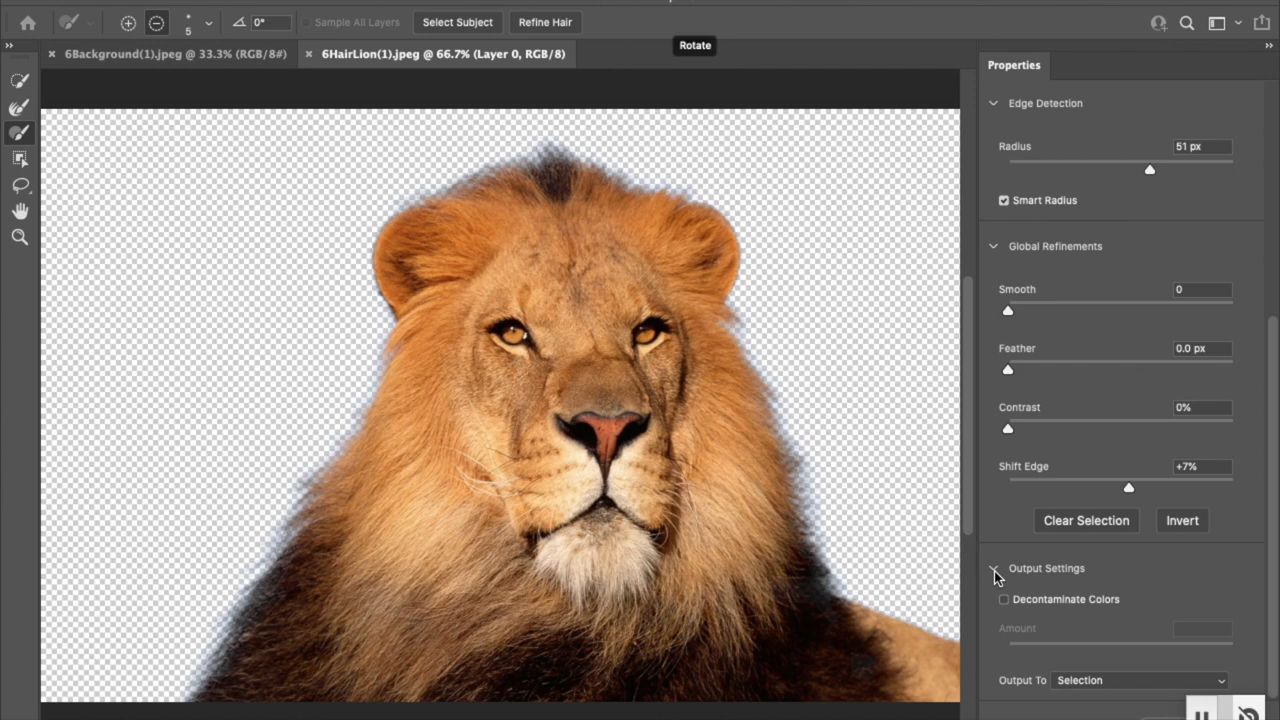 5
0°
Sample All Layers
Select Subject
Refine Hair
6Background(1).jpeg @ 33.3% (RGB/8#)
6HairLion(1).jpeg @ 66.7% (Layer 0, RGB/8)
Rotate
Properties
Edge Detection
Radius 51 px
Smart Radius
Global Refinements
Smooth 0
Feather 0.0 px
Contrast 0%
Shift Edge +7%
Clear Selection Invert
Output Settings
Decontaminate Colors
Amount
Output To Selection